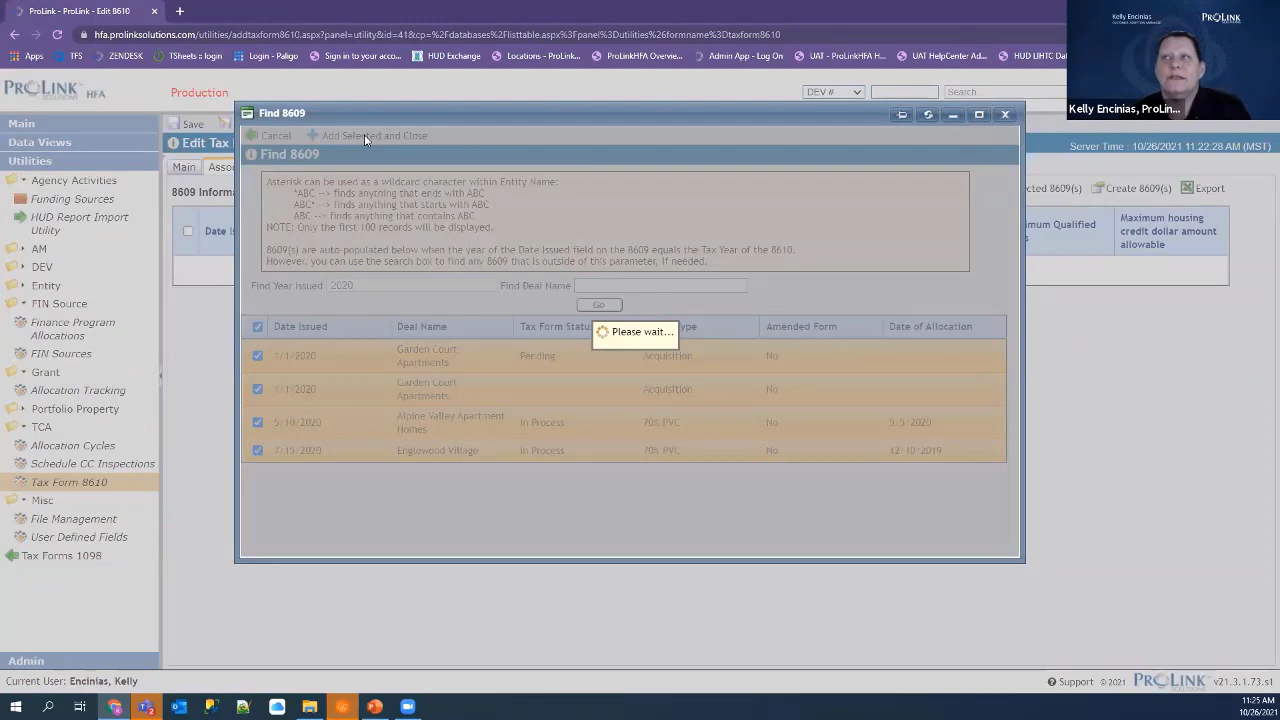 ProLink - ProLink - Edit 8610
hfa.prolinksolutions.com/utilities/addtaxform8610.aspx?panel=utility&id=41&cp=databases%2Flisttable.aspx%3FPanel%3Dutilities%26formname%3Dtaxform8610
Apps TFS ZENDESK TSheets :: login Paligo Sign in to your acco... HUD Exchang... Locations - ProLink... ProLinkHFA Overvie... UAT - ProLinkHFA H... UAT HelpCenter Ad... Admin App - Log On HUD LIHTC Dat
Kelly Encinias
PROLINK
Kelly Encinias, ProLin...
PROLINK HFA
SOLUTIONS
Production
DEV #
Search
Main
Data Views
Utilities
Agency Activities
Funding Sources
HUD Report Import
Utility
AM
DEV
Entity
FIN Source
Finance Program
Allocations
FIN Sources
Grant
Allocation Tracking
Portfolio Property
TCA
Allocation Cycles
Schedule CC Inspections
Tax Form 8610
Misc
File Management
User Defined Fields
Tax Forms 1098
Admin
Save
Edit Tax
Server Time : 10/26/2021 11:22:28 AM (MST)
Main Asso
8609 Informa
ected 8609(s) Create 8609(s) Export
Date Is
mum Qualified
s
Maximum housing
credit dollar amount
allowable
Find 8609
Cancel Add Selected and Close
Find 8609
Asterisk can be used as a wildcard character within Entity Name:
*ABC --> finds anything that ends with ABC
ABC* --> finds anything that starts with ABC
ABC --> finds anything that contains ABC
NOTE: Only the first 100 records will be displayed.
8609(s) are auto-populated below when the year of the Date Issued field on the 8609 equals the Tax Year of the 8610.
However, you can use the search box to find any 8609 that is outside of this parameter, if needed.
Find Year Issued 2020 Find Deal Name
Go
Date Issued Deal Name Tax Form Statu Type Amended Form Date of Allocation
Please wait...
1/1/2020 Garden Court Apartments Pending Acquisition No
1/1/2020 Garden Court Apartments Acquisition No
5/10/2020 Alpine Valley Apartment Homes In Process 70% PVC No 5/5/2020
7/15/2020 Englewood Village In Process 70% PVC No 12/10/2019
Current User: Encinias, Kelly
Support © 2021 PROLINK SOLUTIONS v21.3.1.73.s1
11:25 AM
10/26/2021